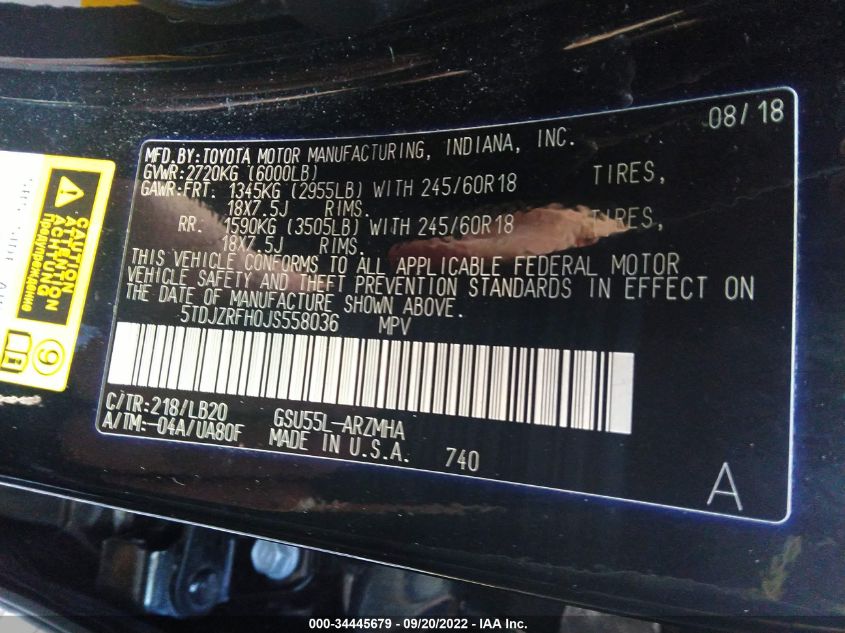 08/18
MFD.BY:TOYOTA MOTOR MANUFACTURING, INDIANA, INC.
GVWR:2720KG (6000LB)
GAWR:FRT. 1345KG (2955LB) WITH 245/60R18 TIRES,
18X7.5J RIMS.
RR. 1590KG (3505LB) WITH 245/60R18 TIRES,
18X7.5J RIMS.
THIS VEHICLE CONFORMS TO ALL APPLICABLE FEDERAL MOTOR
VEHICLE SAFETY AND THEFT PREVENTION STANDARDS IN EFFECT ON
THE DATE OF MANUFACTURE SHOWN ABOVE.
5TDJZRFH0JS558036 MPV
C/TR:218/LB20 GSU55L-ARZMHA
A/TM:-04A/UA80F MADE IN U.S.A. 740
A
CAUTION
ATTENTION
ACHTUNG
9
000-34445679 - 09/20/2022 - IAA Inc.